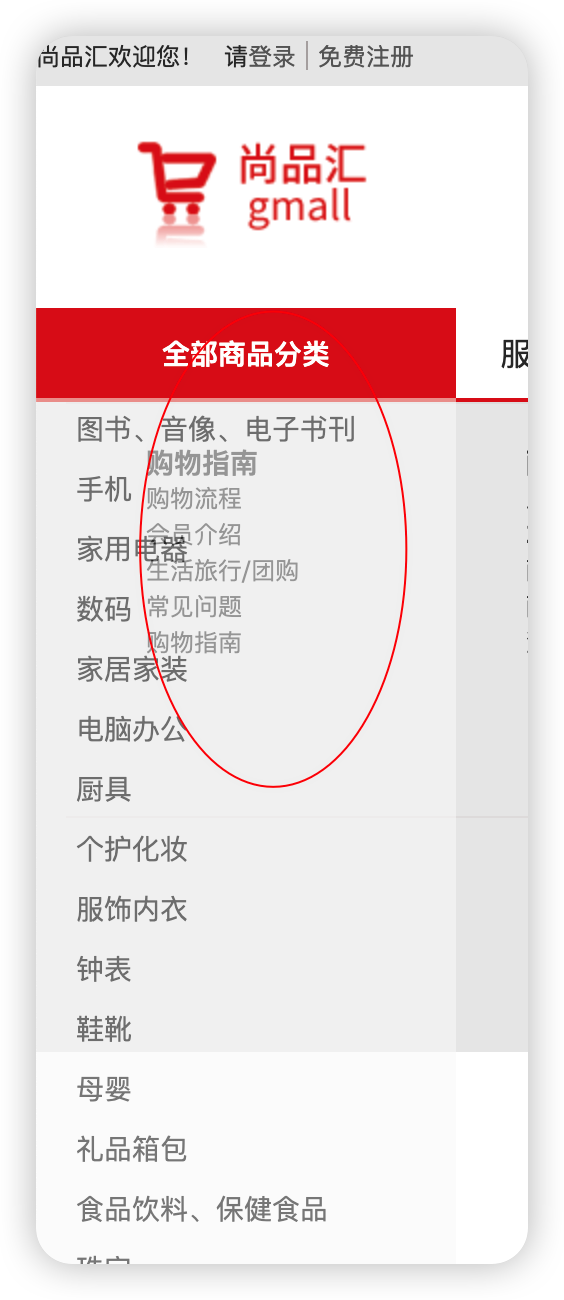 尚品汇欢迎您！ 请登录 免费注册
尚品汇
gmall
全部商品分类 服
图书、音像、电子书刊
购物指南
手机
购物流程
会员介绍
家用电器
生活旅行/团购
数码
常见问题
购物指南
家居家装
电脑办公
厨具
个护化妆
服饰内衣
钟表
鞋靴
母婴
礼品箱包
食品饮料、保健食品